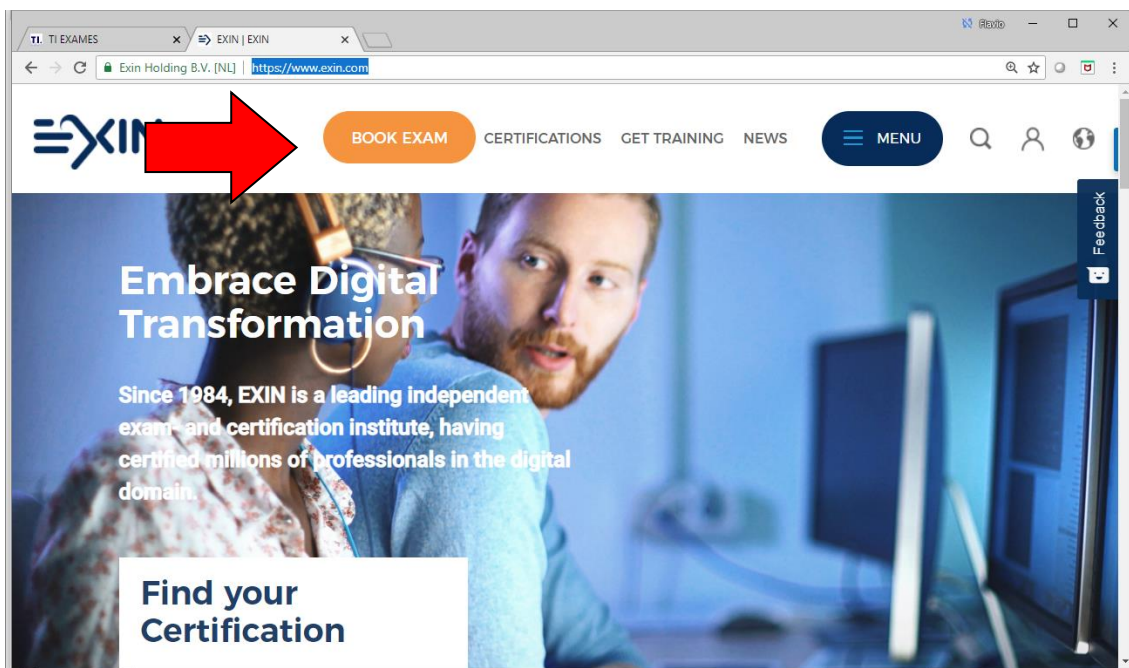 Flavio
TI. TI EXAMES
EXIN | EXIN
Exin Holding B.V. [NL] | https://www.exin.com
EXIN
BOOK EXAM
CERTIFICATIONS
GET TRAINING
NEWS
MENU
Feedback
Embrace Digital
Transformation
Since 1984, EXIN is a leading independent
exam- and certification institute, having
certified millions of professionals in the digital
domain.
Find your
Certification